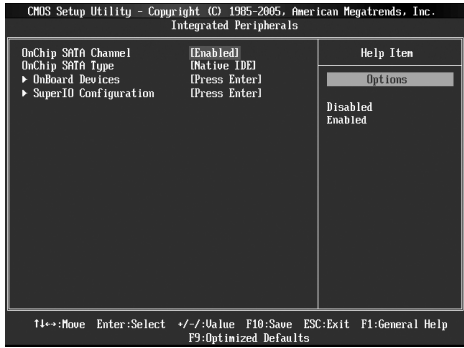 CMOS Setup Utility - Copyright (C) 1985-2005, American Megatrends, Inc.
Integrated Peripherals
OnChip SATA Channel [Enabled]
OnChip SATA Type [Native IDE]
▶ OnBoard Devices [Press Enter]
▶ SuperIO Configuration [Press Enter]
Help Item
Options
Disabled
Enabled
↑↓↔:Move Enter:Select +/-/:Value F10:Save ESC:Exit F1:General Help
F9:Optimized Defaults